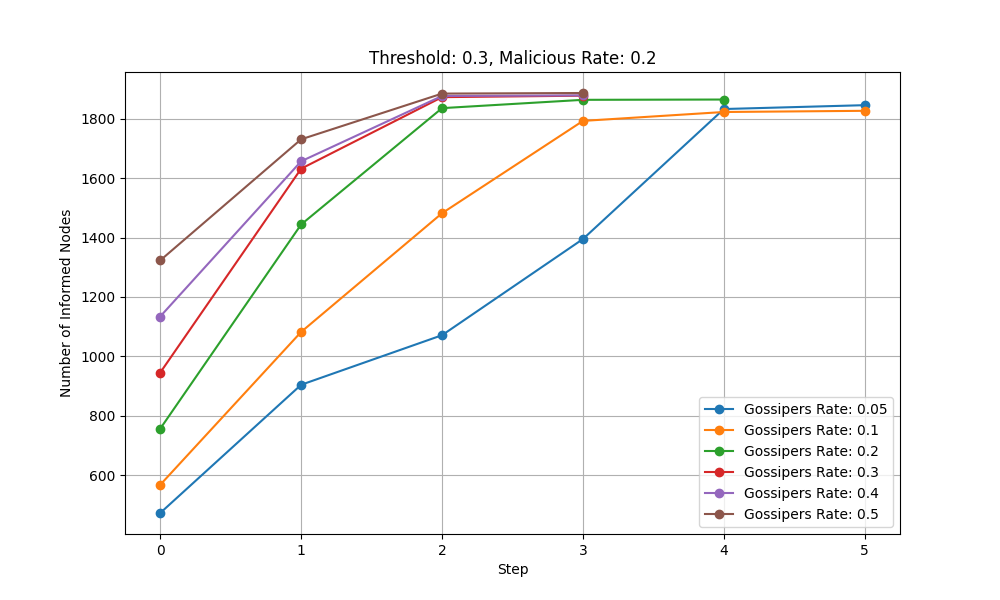 Threshold: 0.3, Malicious Rate: 0.2
Number of Informed Nodes
1800
1600
1400
1200
1000
800
600
Gossipers Rate: 0.05
Gossipers Rate: 0.1
Gossipers Rate: 0.2
Gossipers Rate: 0.3
Gossipers Rate: 0.4
Gossipers Rate: 0.5
0 1 2 3 4 5
Step